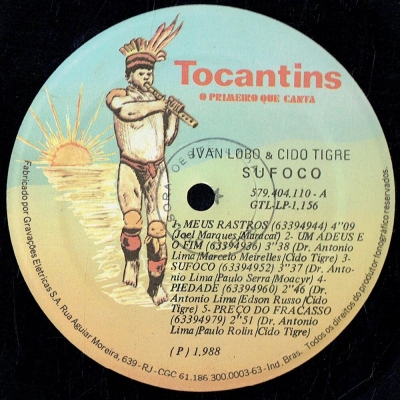 Tocantins
O PRIMEIRO QUE CANTA
IVAN LOBO & CIDO TIGRE
SUFOCO
579.404.110 - A
GTL-LP-1,156
1- MEUS RASTROS (63394944) 4"09
(Joel Marques/Maracaí) 2- UM ADEUS E
O FIM (63394936) 3"38 (Dr. Antonio
Lima/Marcelo Meirelles/Cido Tigre) 3-
SUFOCO (63394952) 3"37 (Dr. Anto-
nio Lima/Paulo Serra/Moacyr) 4-
PIEDADE (63394960) 2"46 (Dr.
Antonio Lima/Edson Russo/Cido
Tigre) 5- PREÇO DO FRACASSO
(63394979) 2"51 (Dr. Antonio
Lima/Paulo Rolin/Cido Tigre)
(P) 1.988
Fabricado por Gravações Elétricas S.A. Rua Aguiar Moreira, 639 - RJ - CGC 61.186.300.0003-63 - Ind. Bras. Todos os direitos do produtor fonográfico reservados.